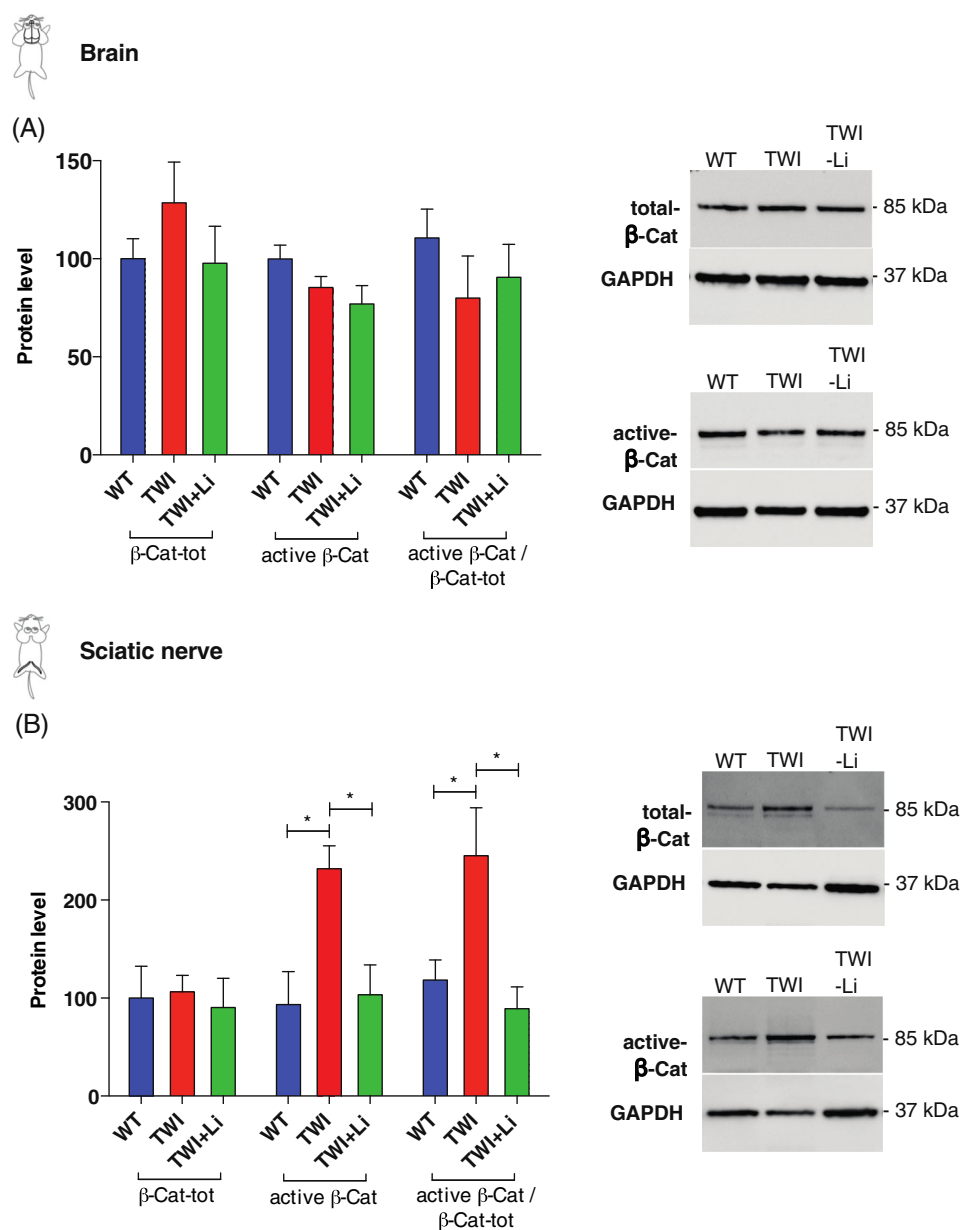 Brain
(A)
Protein level
150
100
50
0
WT
TWI
TWI+Li
WT
TWI
TWI+Li
WT
TWI
TWI+Li
β-Cat-tot
active β-Cat
active β-Cat /
β-Cat-tot
WT
TWI
TWI
-Li
total-
β-Cat
- 85 kDa
GAPDH
- 37 kDa
WT
TWI
TWI
-Li
active-
β-Cat
- 85 kDa
GAPDH
- 37 kDa
Sciatic nerve
(B)
Protein level
300
200
100
0
*
*
*
*
WT
TWI
TWI+Li
WT
TWI
TWI+Li
WT
TWI
TWI+Li
β-Cat-tot
active β-Cat
active β-Cat /
β-Cat-tot
WT
TWI
TWI
-Li
total-
β-Cat
- 85 kDa
GAPDH
- 37 kDa
WT
TWI
TWI
-Li
active-
β-Cat
- 85 kDa
GAPDH
- 37 kDa